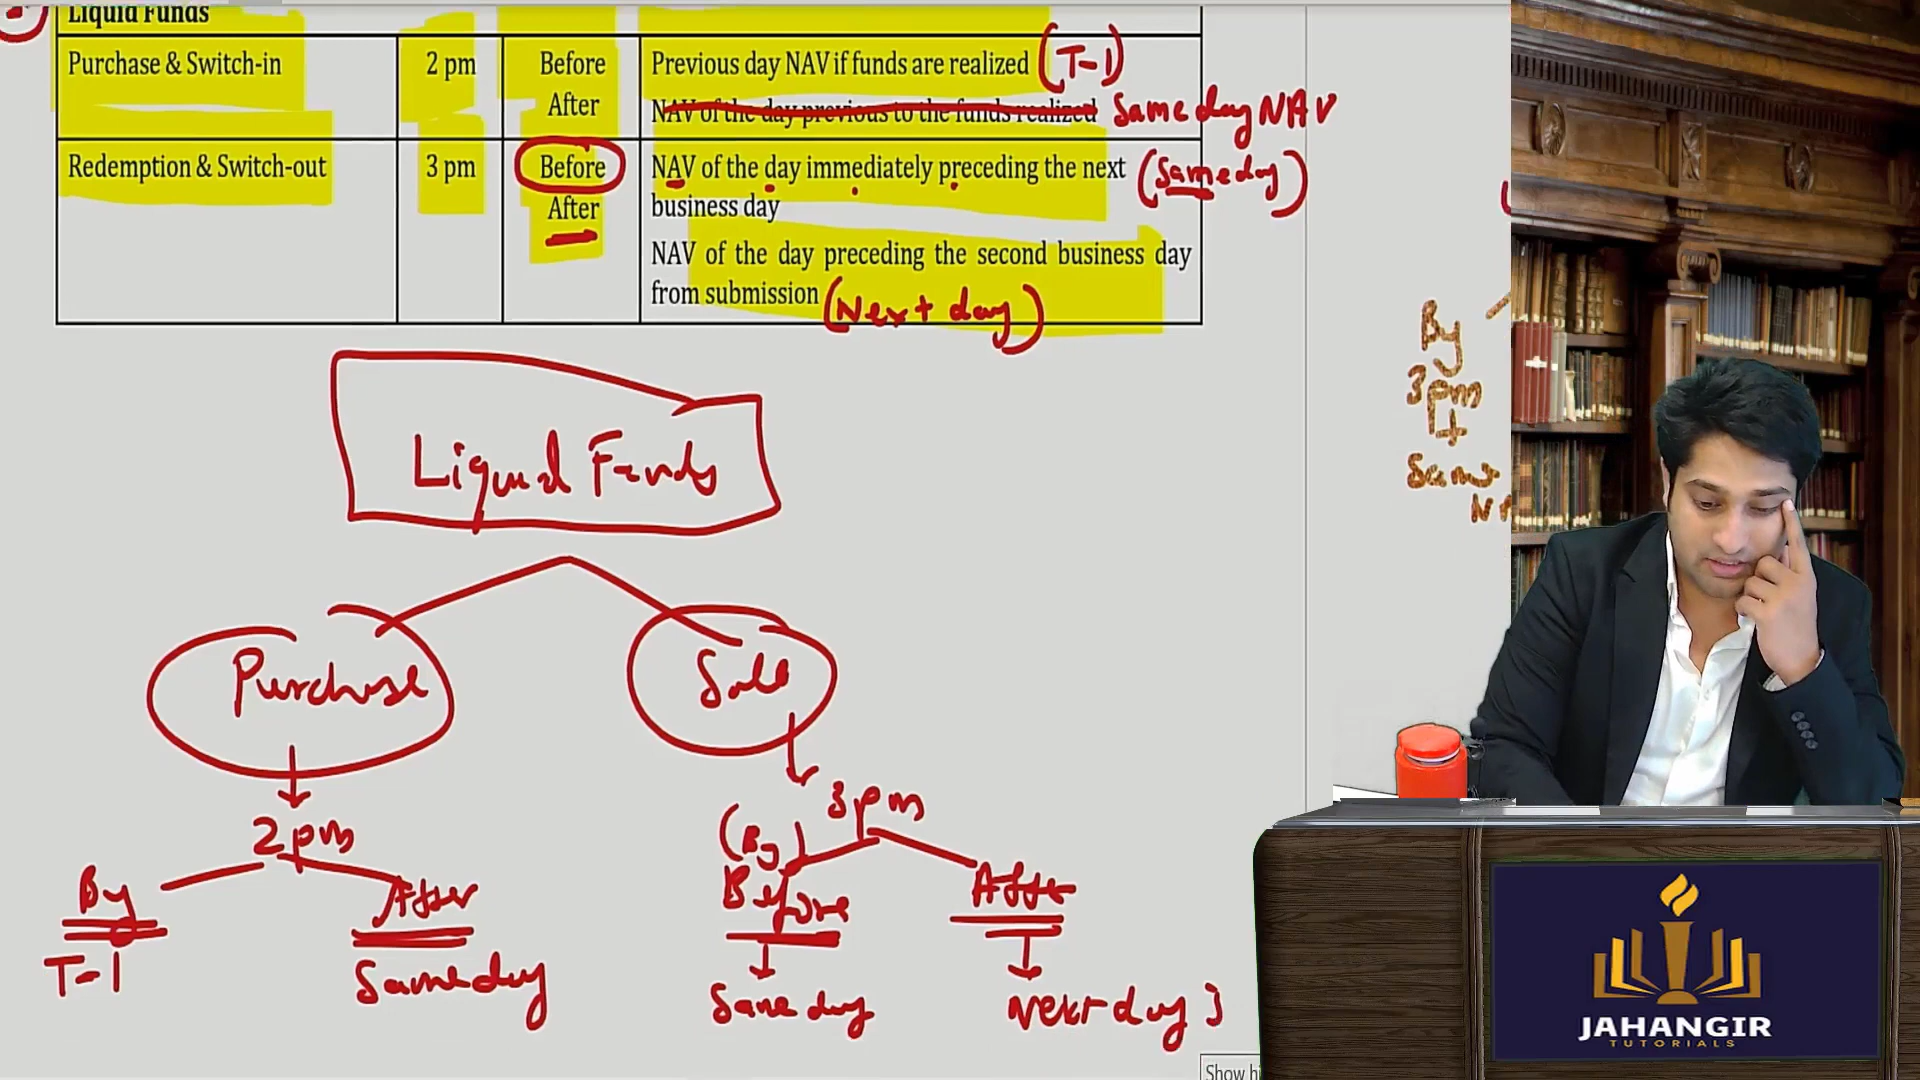 Liquid Funds
Purchase & Switch-in 2 pm Before Previous day NAV if funds are realized (T-1)
After NAV of the day previous to the funds realized Same day NAV
Redemption & Switch-out 3 pm Before NAV of the day immediately preceding the next (Same day)
After business day
NAV of the day preceding the second business day
from submission (Next day)
By
3pm
Same
Liquid Funds
Purchase Sale
2 pm 3pm
By After (By) Before After
T-1 Same day Same day Next day
JAHANGIR
TUTORIALS
Show hi